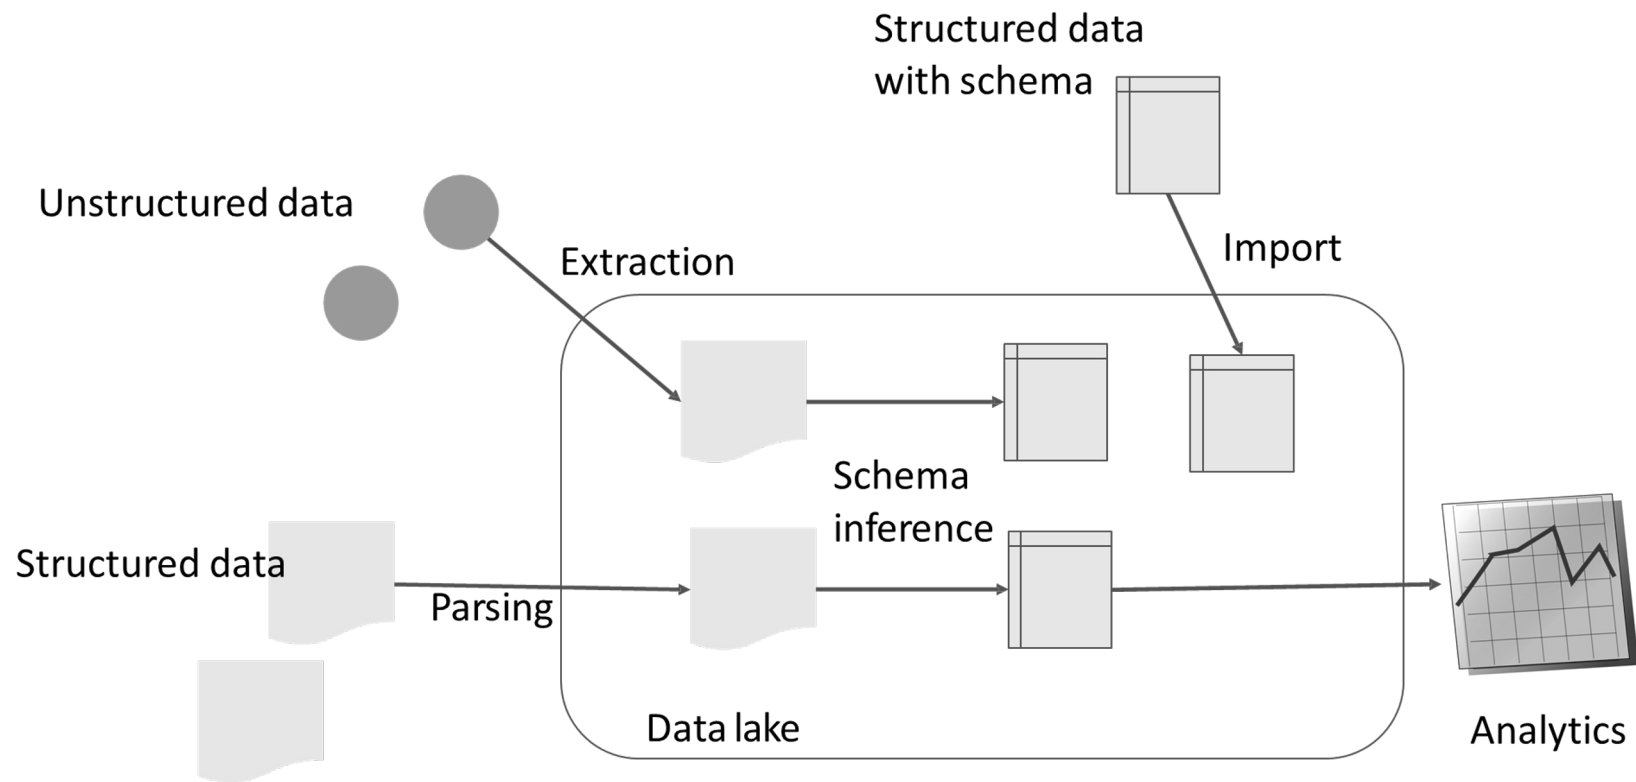 Structured data
with schema
Unstructured data
Extraction
Import
Schema
inference
Structured data
Parsing
Data lake
Analytics